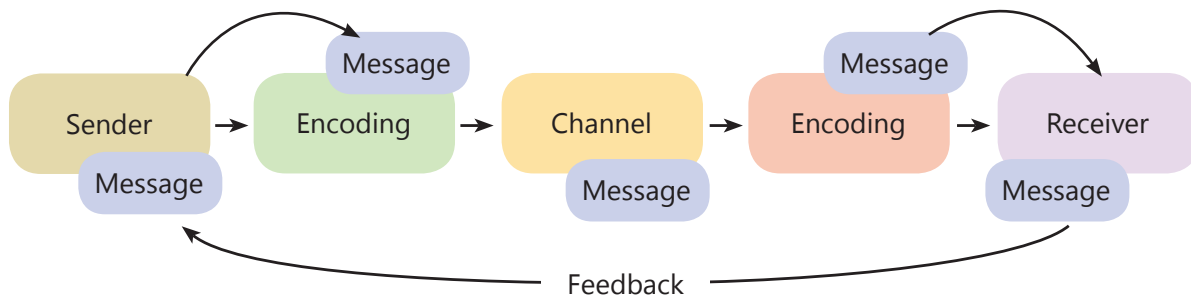 Message
Message
Sender
Encoding
Channel
Encoding
Receiver
Message
Message
Message
Feedback